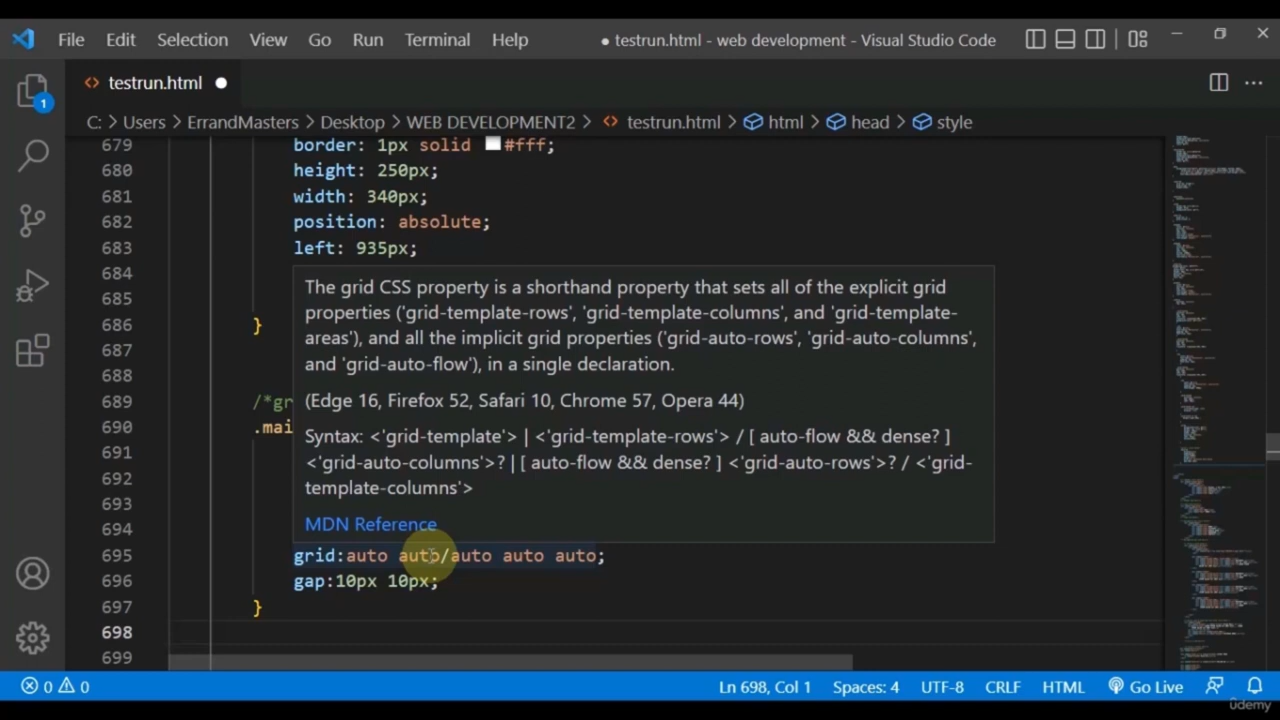 File Edit Selection View Go Run Terminal Help
● testrun.html - web development - Visual Studio Code
testrun.html ●
C: > Users > ErrandMasters > Desktop > WEB DEVELOPMENT2 > testrun.html > html > head > style
679 border: 1px solid #fff;
680 height: 250px;
681 width: 340px;
682 position: absolute;
683 left: 935px;
684
685
686 }
687
688
689 /*gr
690 .mai
691
692
693
694
The grid CSS property is a shorthand property that sets all of the explicit grid
properties ('grid-template-rows', 'grid-template-columns', and 'grid-template-
areas'), and all the implicit grid properties ('grid-auto-rows', 'grid-auto-columns',
and 'grid-auto-flow'), in a single declaration.
(Edge 16, Firefox 52, Safari 10, Chrome 57, Opera 44)
Syntax: <'grid-template'> | <'grid-template-rows'> / [ auto-flow && dense? ]
<'grid-auto-columns'>? | [ auto-flow && dense? ] <'grid-auto-rows'>? / <'grid-
template-columns'>
MDN Reference
695 grid:auto auto/auto auto auto;
696 gap:10px 10px;
697 }
698
699
1
0 0
Ln 698, Col 1 Spaces: 4 UTF-8 CRLF HTML Go Live
ûdemy